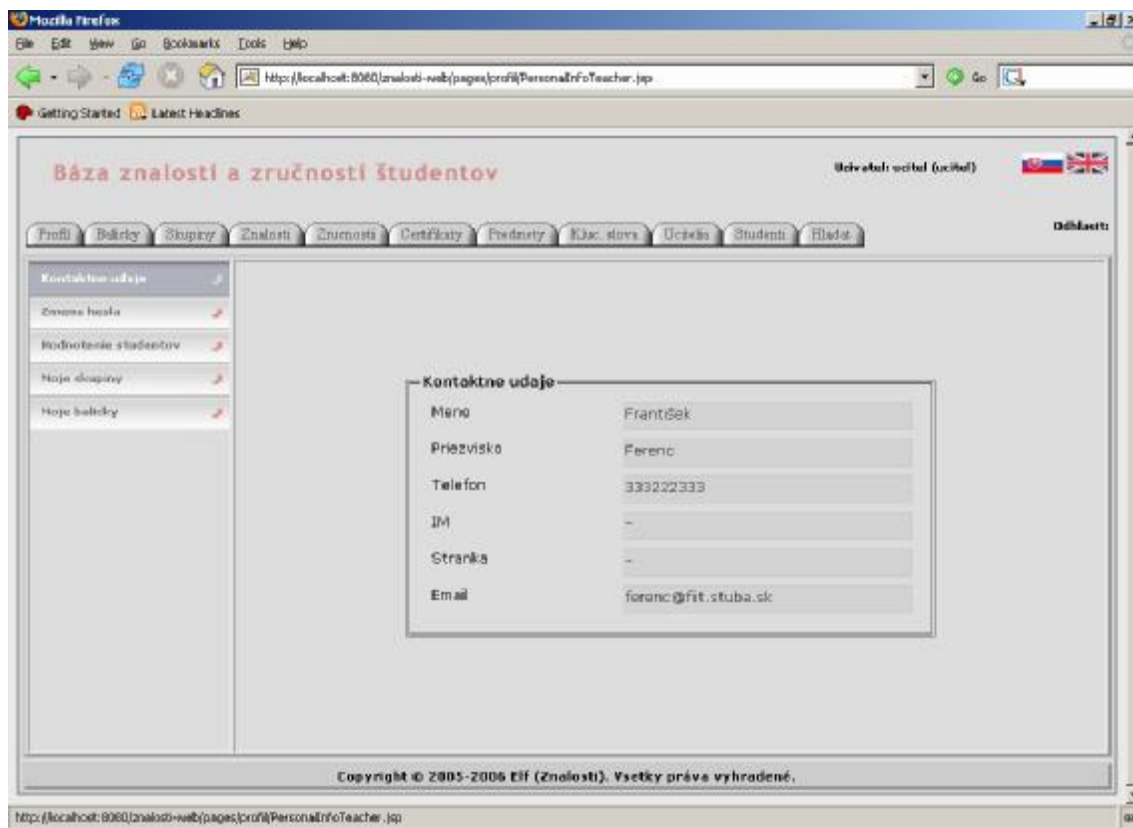 Mozilla Firefox
File Edit View Go Bookmarks Tools Help
http://localhost:8080/znalosti-web/pages/profil/PersonalInfoTeacher.jsp Go
Getting Started Latest Headlines
Báza znalostí a zručností študentov
Uzivatel: ucitel (ucitel)
Profil Balicky Skupiny Znalosti Zrucnosti Certifikaty Predmety Kluc. slova Ucitelia Studenti Hladat
Odhlasit:
Kontaktne udaje
Zmena hesla
Hodnotenie studentov
Moje skupiny
Moje balicky
Kontaktne udaje
Meno František
Priezvisko Ferenc
Telefon 333222333
IM -
Stranka -
Email ferenc@fiit.stuba.sk
Copyright © 2005-2006 Elf (Znalosti). Vsetky práva vyhradené.
http://localhost:8080/znalosti-web/pages/profil/PersonalInfoTeacher.jsp